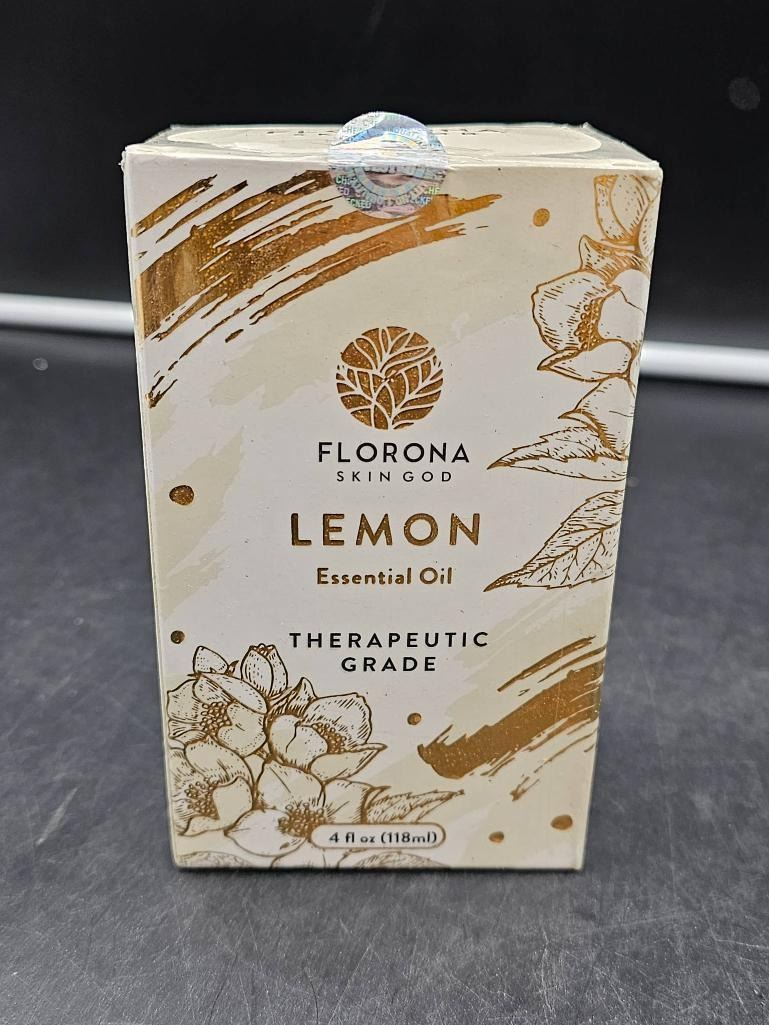 FLORONA
SKIN GOD
LEMON
Essential Oil
THERAPEUTIC
GRADE
4 fl oz (118ml)